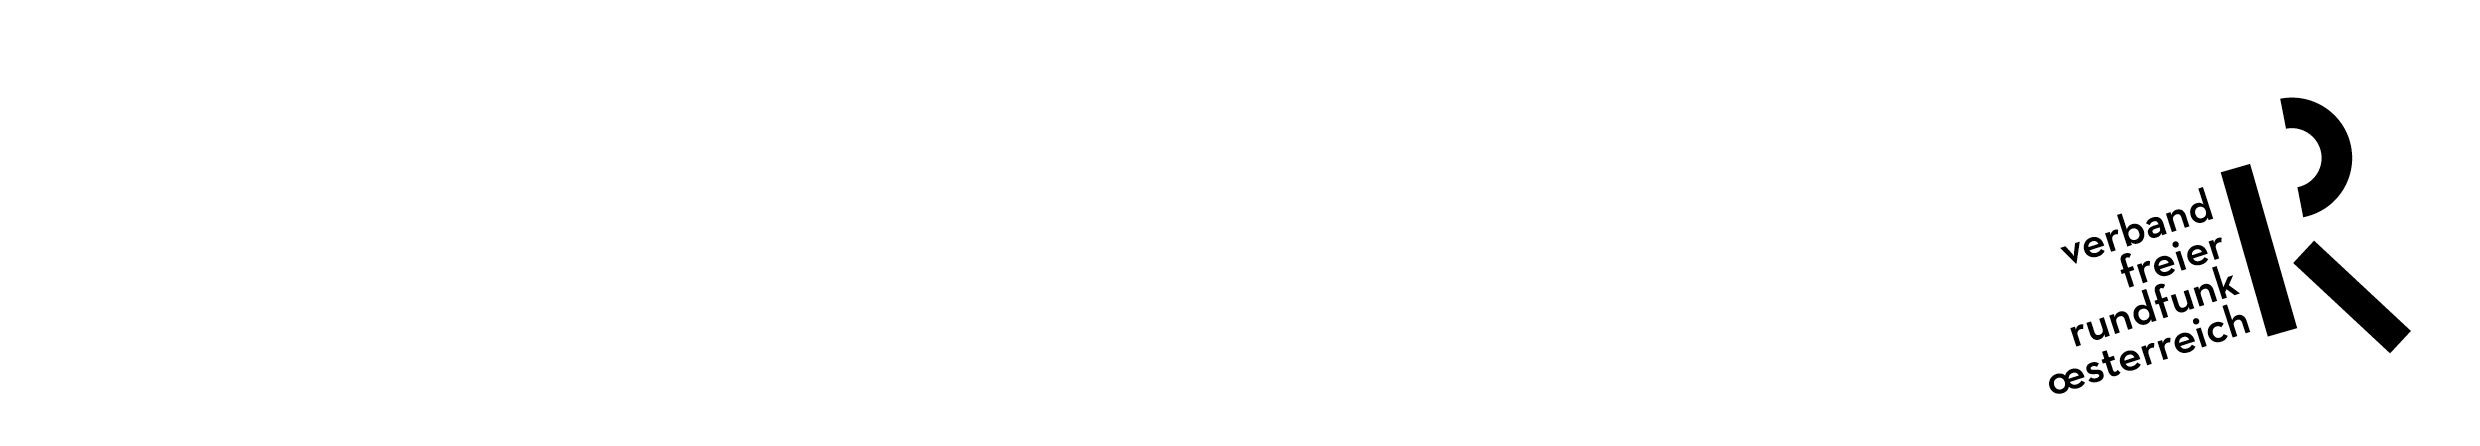 verband
freier
rundfunk
œsterreich
R